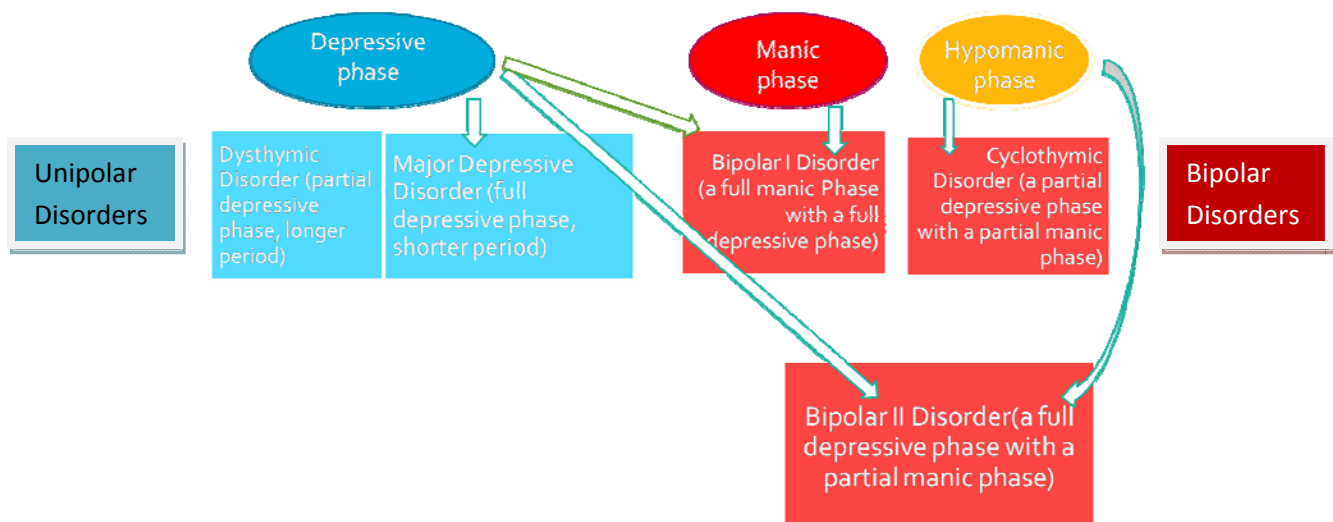 Depressive
phase
Manic
phase
Hypomanic
phase
Unipolar
Disorders
Dysthymic
Disorder (partial
depressive
phase, longer
period)
Major Depressive
Disorder (full
depressive phase,
shorter period)
Bipolar I Disorder
(a full manic Phase
with a full
depressive phase)
Cyclothymic
Disorder (a partial
depressive phase
with a partial manic
phase)
Bipolar
Disorders
Bipolar II Disorder(a full
depressive phase with a
partial manic phase)